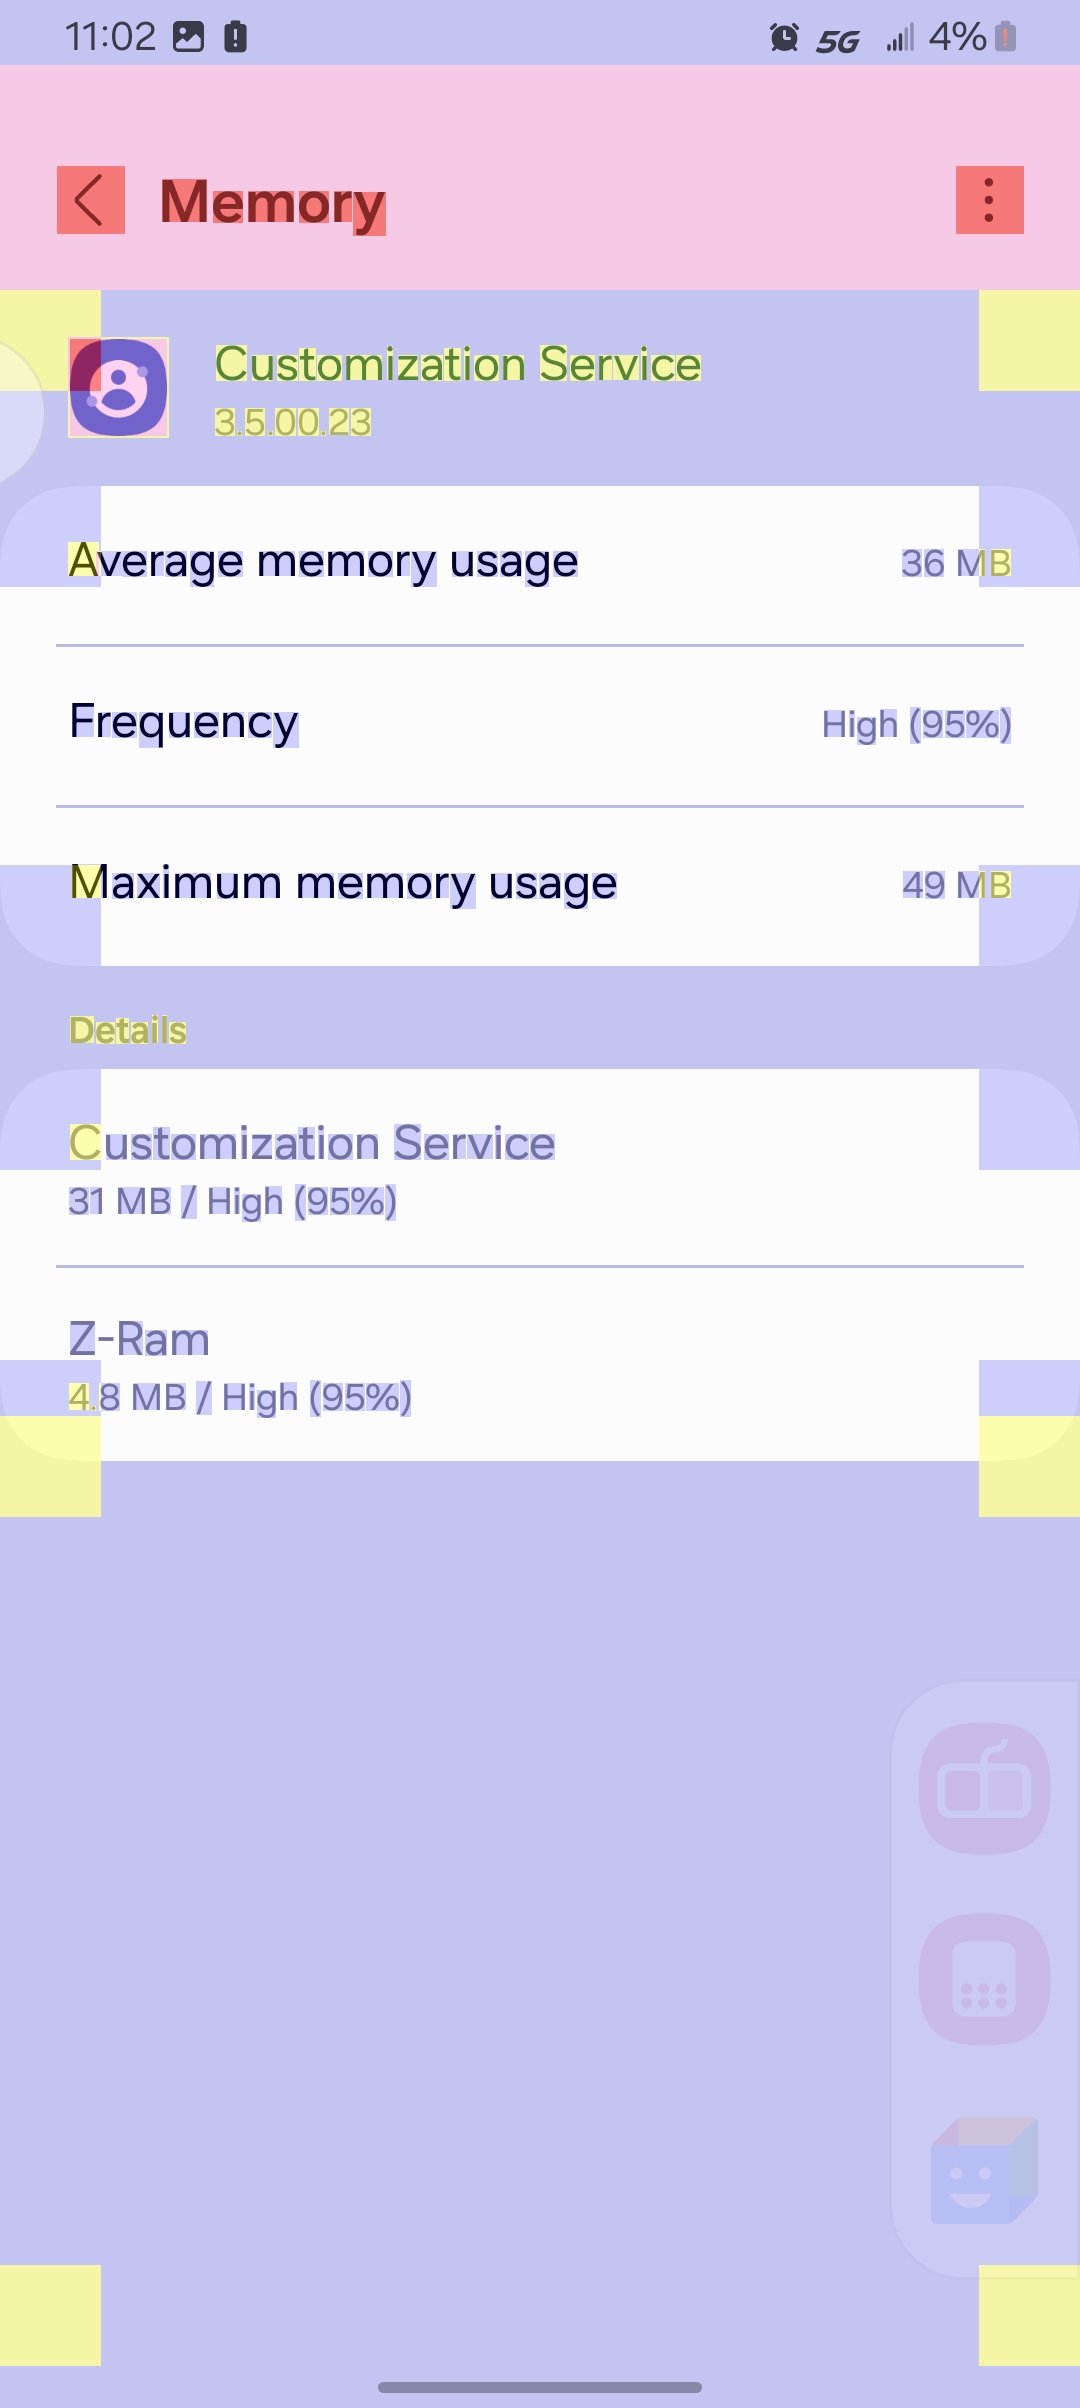 11:02 5G 4%
Memory
Customization Service
3.5.00.23
Average memory usage 36 MB
Frequency High (95%)
Maximum memory usage 49 MB
Details
Customization Service
31 MB / High (95%)
Z-Ram
4.8 MB / High (95%)